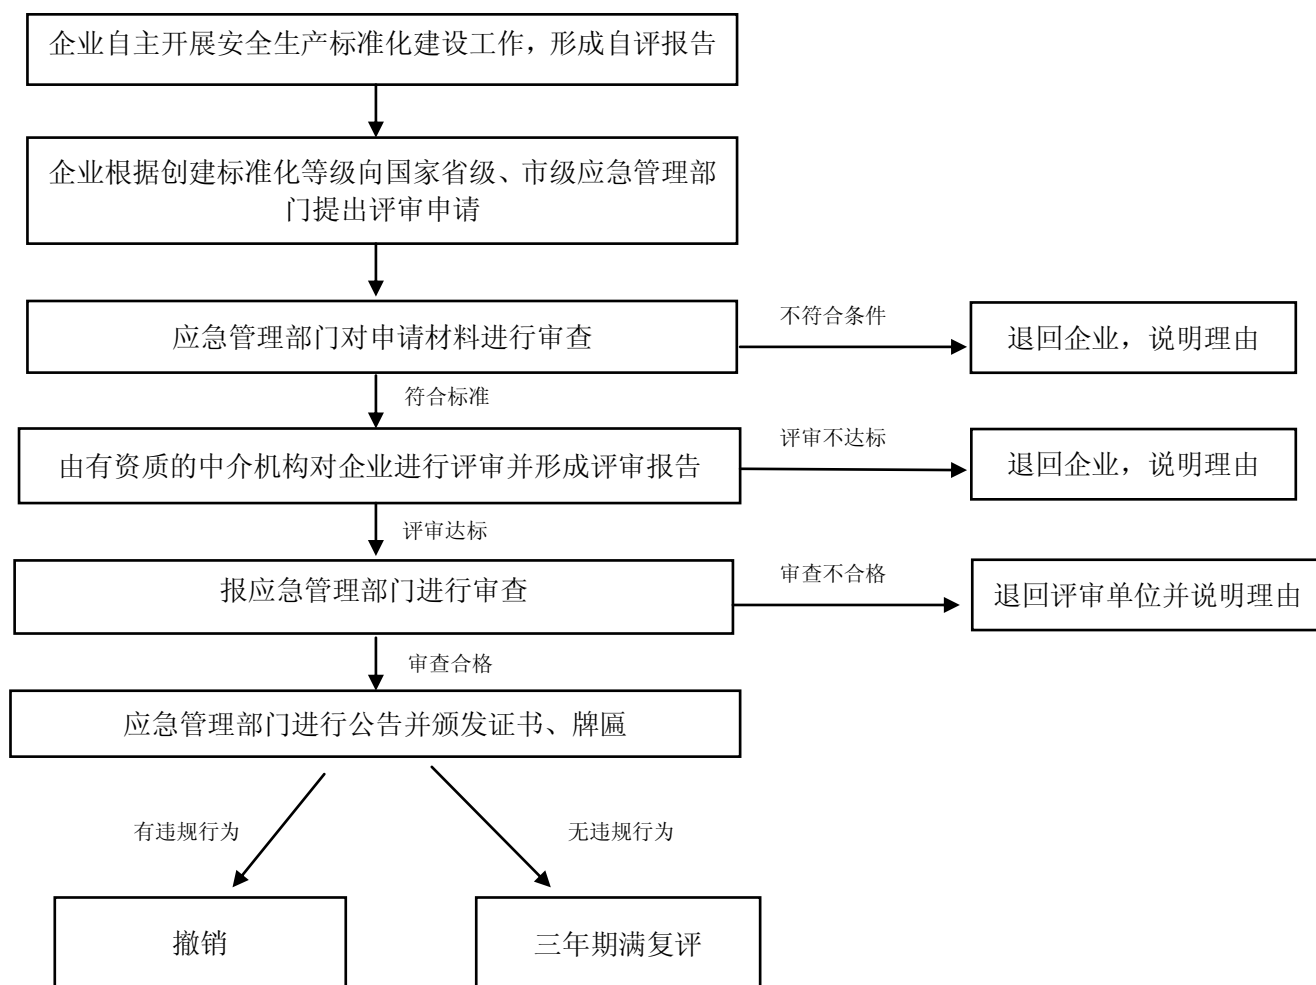 企业自主开展安全生产标准化建设工作，形成自评报告
企业根据创建标准化等级向国家省级、市级应急管理部
门提出评审申请
应急管理部门对申请材料进行审查
不符合条件
退回企业，说明理由
符合标准
由有资质的中介机构对企业进行评审并形成评审报告
评审不达标
退回企业，说明理由
评审达标
报应急管理部门进行审查
审查不合格
退回评审单位并说明理由
审查合格
应急管理部门进行公告并颁发证书、牌匾
有违规行为
无违规行为
撤销
三年期满复评